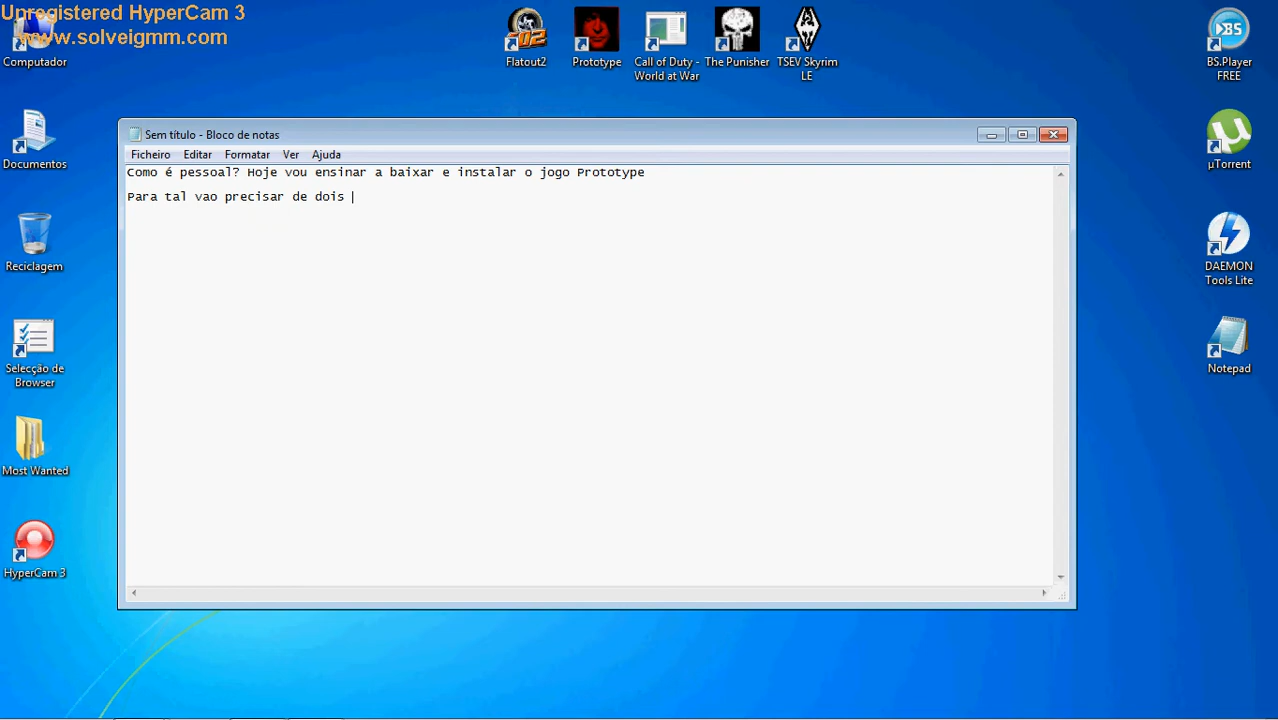 Unregistered HyperCam 3
www.solveigmm.com
Computador
Documentos
Reciclagem
Selecção de
Browser
Most Wanted
HyperCam 3
02
Flatout2
Prototype
Call of Duty -
World at War
The Punisher
TSEV Skyrim
LE
BS
BS.Player
FREE
µ
µTorrent
DAEMON
Tools Lite
Notepad
Sem título - Bloco de notas
Ficheiro Editar Formatar Ver Ajuda
Como é pessoal? Hoje vou ensinar a baixar e instalar o jogo Prototype
Para tal vao precisar de dois